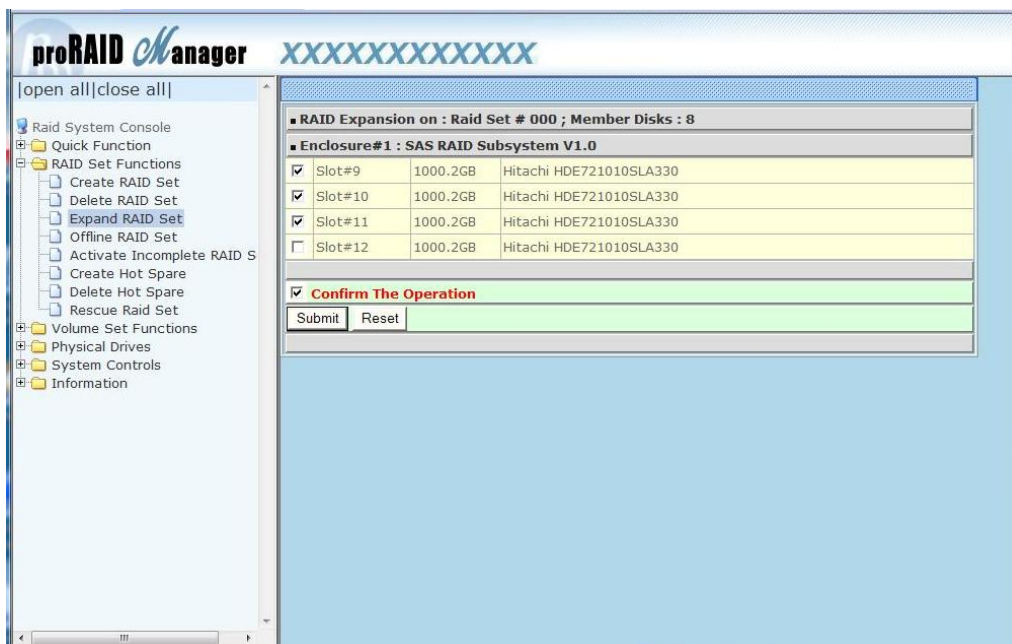 proRAID Manager XXXXXXXXXXXX
|open all|close all|
Raid System Console
Quick Function
RAID Set Functions
Create RAID Set
Delete RAID Set
Expand RAID Set
Offline RAID Set
Activate Incomplete RAID S
Create Hot Spare
Delete Hot Spare
Rescue Raid Set
Volume Set Functions
Physical Drives
System Controls
Information
RAID Expansion on : Raid Set # 000 ; Member Disks : 8
Enclosure#1 : SAS RAID Subsystem V1.0
Slot#9 1000.2GB Hitachi HDE721010SLA330
Slot#10 1000.2GB Hitachi HDE721010SLA330
Slot#11 1000.2GB Hitachi HDE721010SLA330
Slot#12 1000.2GB Hitachi HDE721010SLA330
Confirm The Operation
Submit Reset